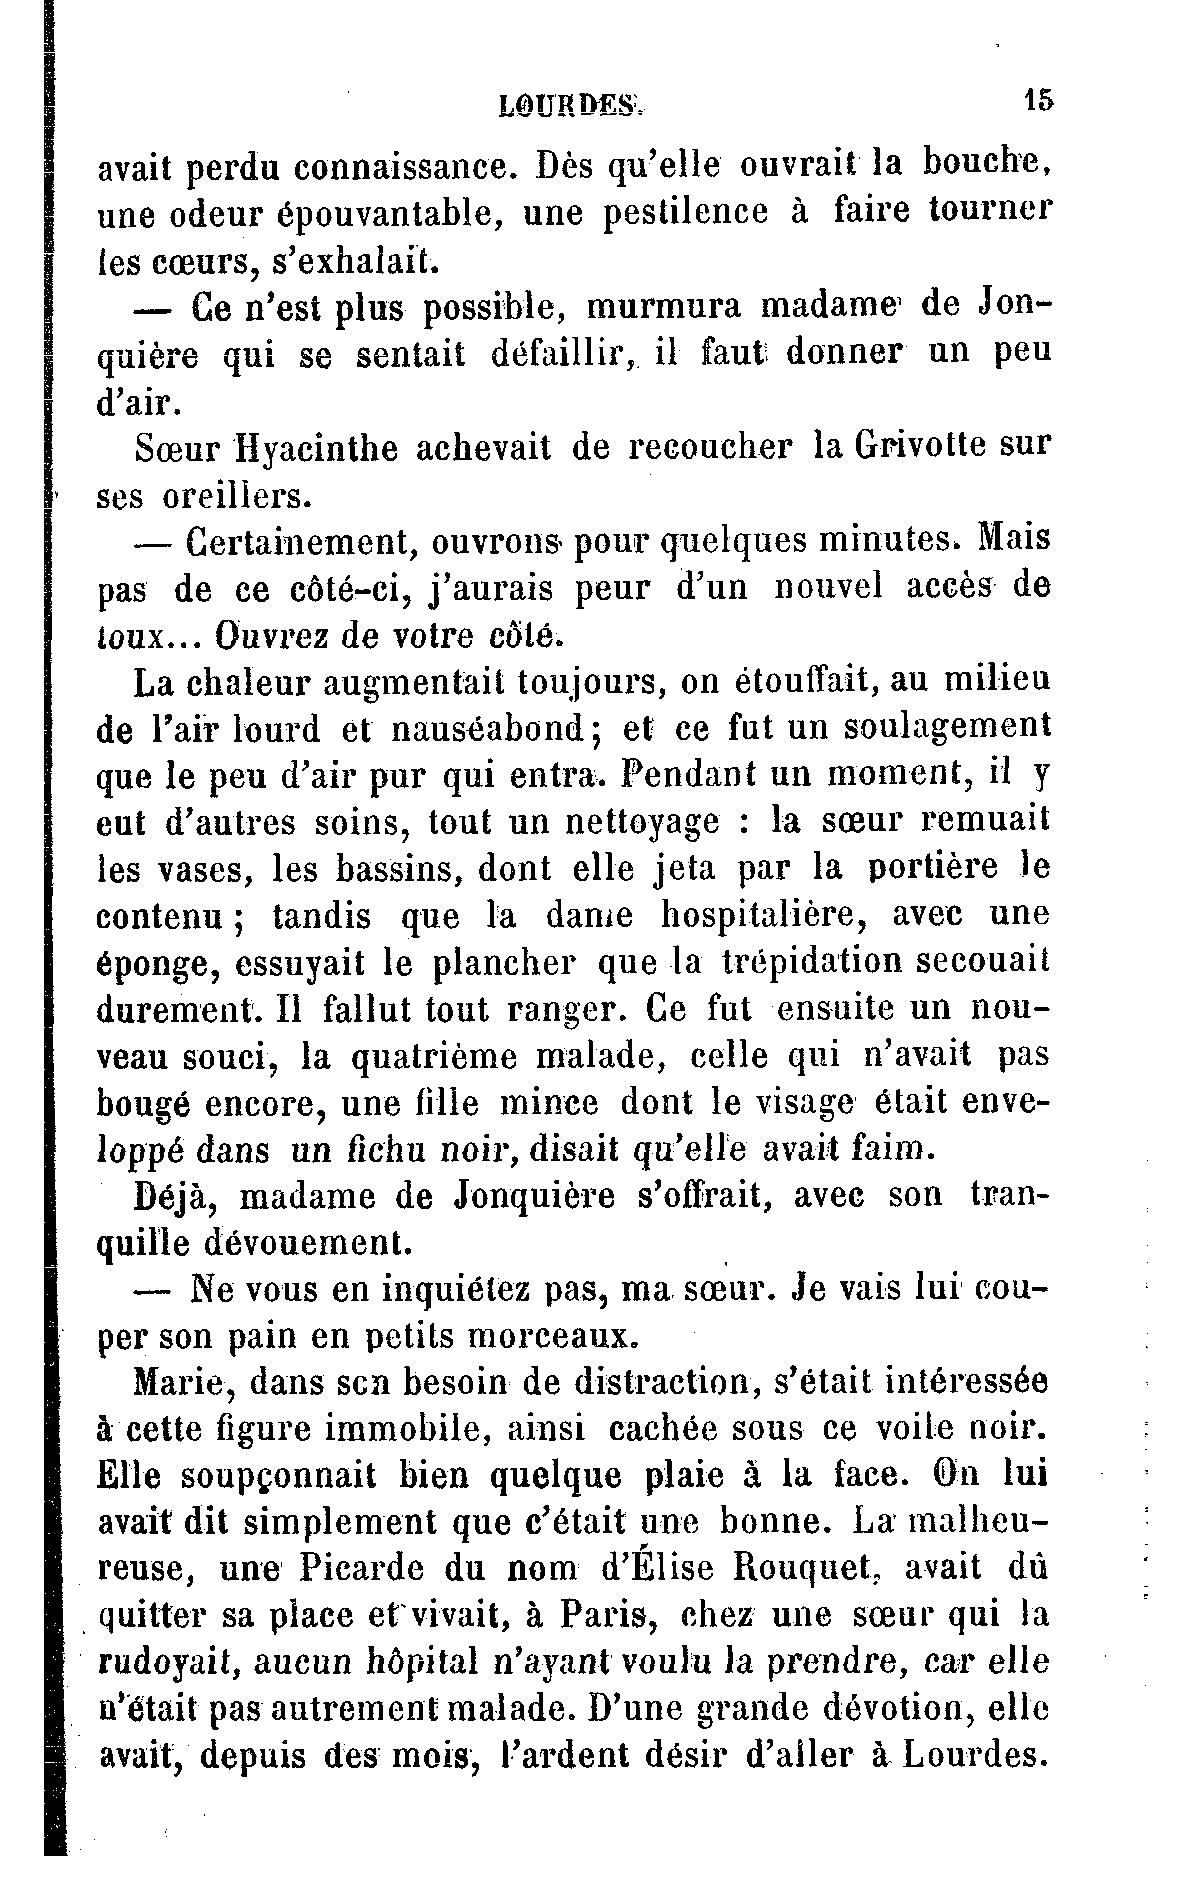 LOURDES.
15
avait perdu connaissance. Dès qu'elle ouvrait la bouche,
une odeur épouvantable, une pestilence à faire tourner
les cœurs, s'exhalait.
— Ce n'est plus possible, murmura madame de Jon-
quière qui se sentait défaillir, il faut donner un peu
d'air.
Sœur Hyacinthe achevait de recoucher la Grivotte sur
ses oreillers.
— Certainement, ouvrons pour quelques minutes. Mais
pas de ce côté-ci, j'aurais peur d'un nouvel accès de
toux... Ouvrez de votre côté.
La chaleur augmentait toujours, on étouffait, au milieu
de l'air lourd et nauséabond; et ce fut un soulagement
que le peu d'air pur qui entra. Pendant un moment, il y
eut d'autres soins, tout un nettoyage : la sœur remuait
les vases, les bassins, dont elle jeta par la portière le
contenu ; tandis que la dame hospitalière, avec une
éponge, essuyait le plancher que la trépidation secouait
durement. Il fallut tout ranger. Ce fut ensuite un nou-
veau souci, la quatrième malade, celle qui n'avait pas
bougé encore, une fille mince dont le visage était enve-
loppé dans un fichu noir, disait qu'elle avait faim.
Déjà, madame de Jonquière s'offrait, avec son tran-
quille dévouement.
— Ne vous en inquiétez pas, ma sœur. Je vais lui cou-
per son pain en petits morceaux.
Marie, dans son besoin de distraction, s'était intéressée
à cette figure immobile, ainsi cachée sous ce voile noir.
Elle soupçonnait bien quelque plaie à la face. On lui
avait dit simplement que c'était une bonne. La malheu-
reuse, une Picarde du nom d'Élise Rouquet, avait dû
quitter sa place et vivait, à Paris, chez une sœur qui la
rudoyait, aucun hôpital n'ayant voulu la prendre, car elle
n'était pas autrement malade. D'une grande dévotion, elle
avait, depuis des mois, l'ardent désir d'aller à Lourdes.